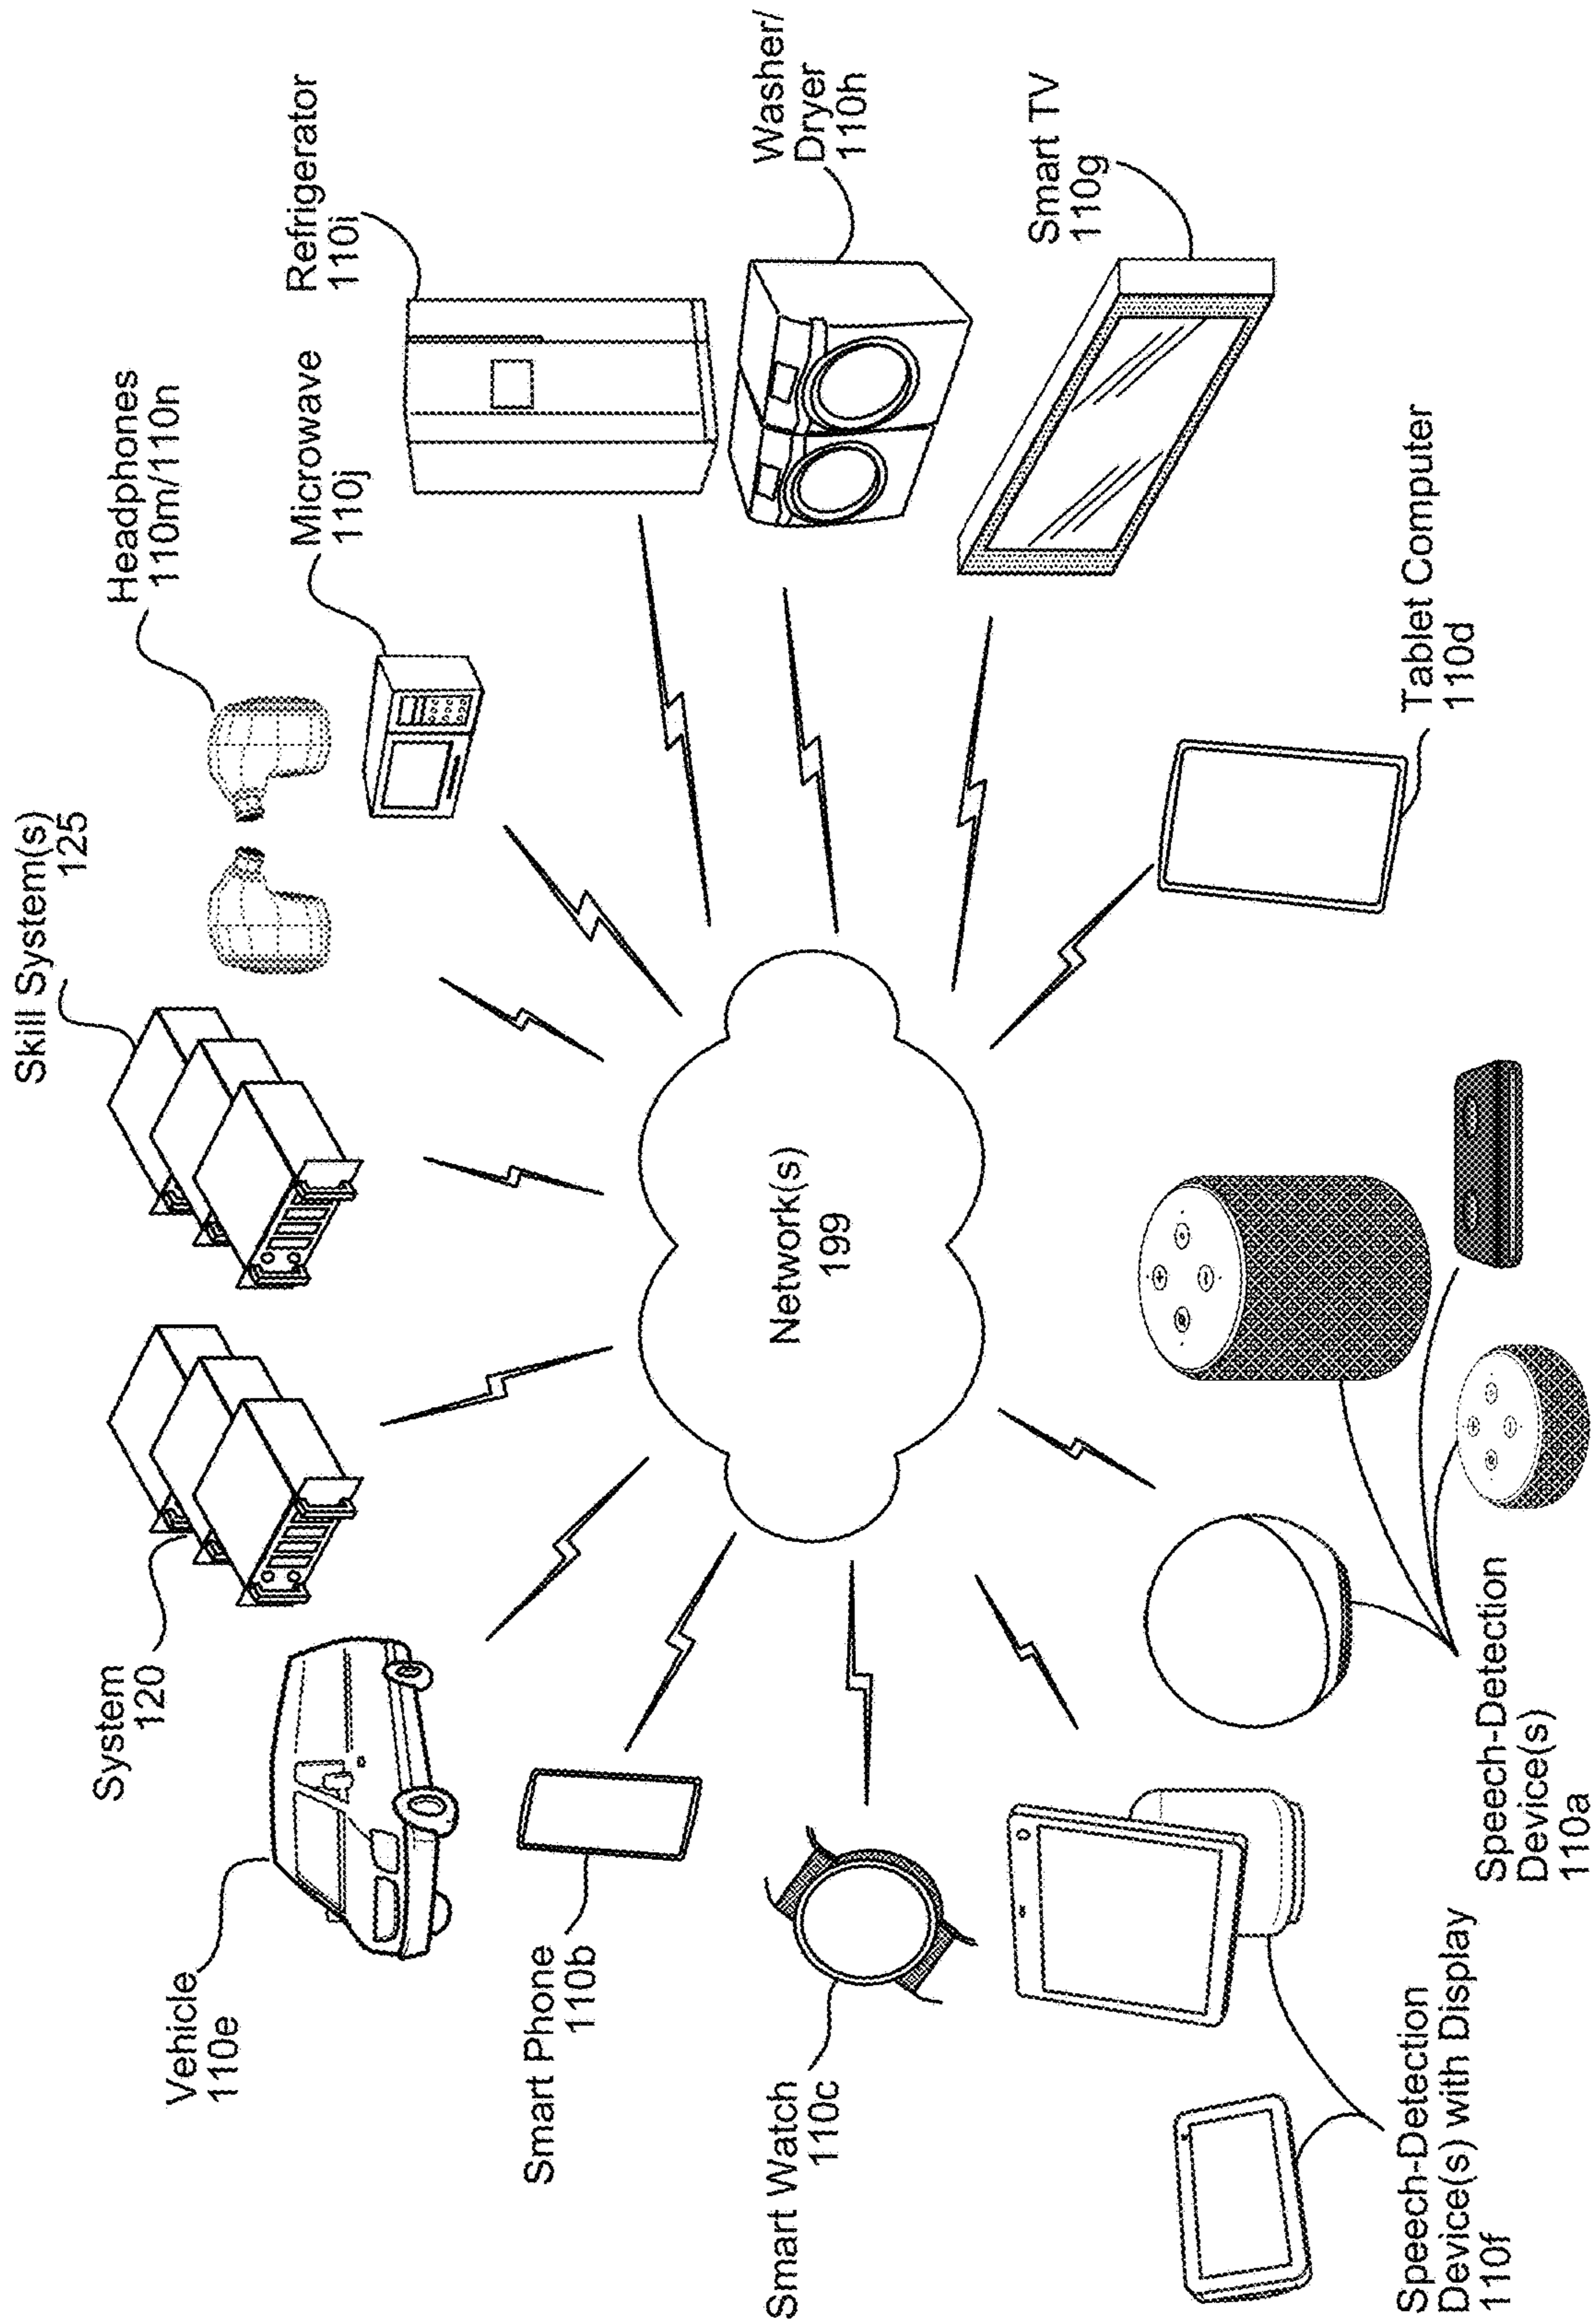 System
120
Skill System(s)
125
Headphones
110m/110n
Microwave
110j
Refrigerator
110i
Vehicle
110e
Smart Phone
110b
Washer/
Dryer
110h
Network(s)
199
Smart Watch
110c
Smart TV
110g
Speech-Detection
Device(s) with Display
110f
Speech-Detection
Device(s)
110a
Tablet Computer
110d